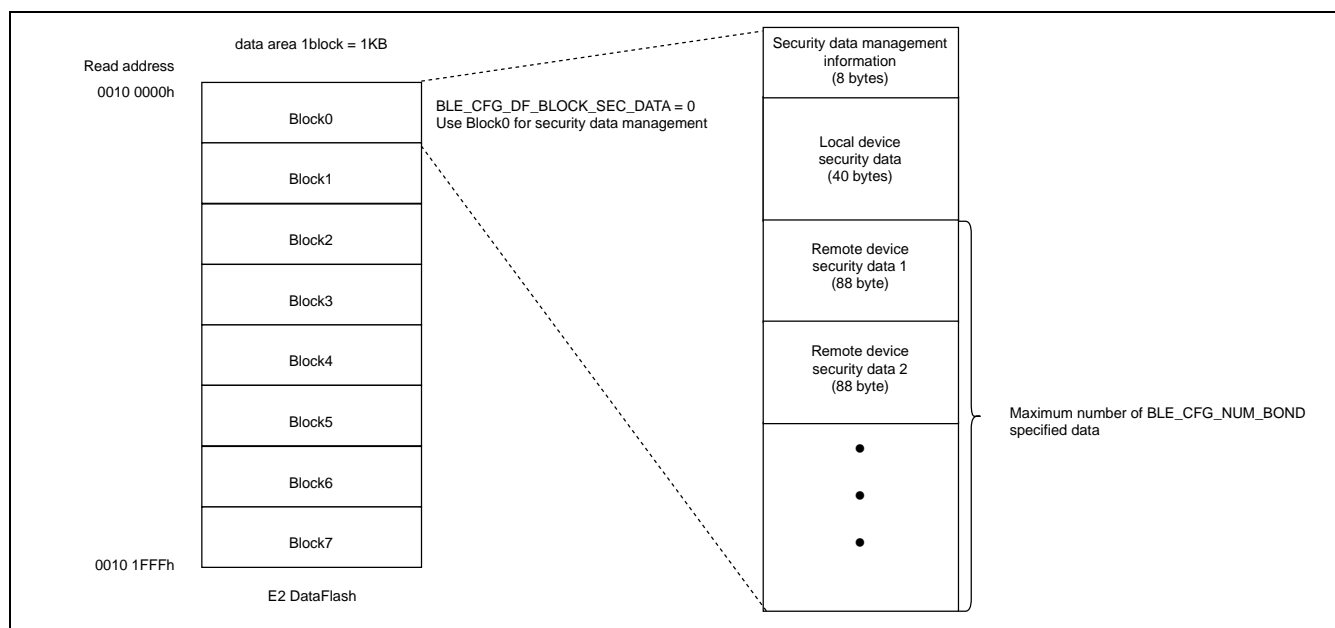 data area 1block = 1KB
Read address
0010 0000h
Block0
Block1
Block2
Block3
Block4
Block5
Block6
Block7
0010 1FFFh
E2 DataFlash
BLE_CFG_DF_BLOCK_SEC_DATA = 0
Use Block0 for security data management
Security data management
information
(8 bytes)
Local device
security data
(40 bytes)
Remote device
security data 1
(88 byte)
Remote device
security data 2
(88 byte)
Maximum number of BLE_CFG_NUM_BOND
specified data